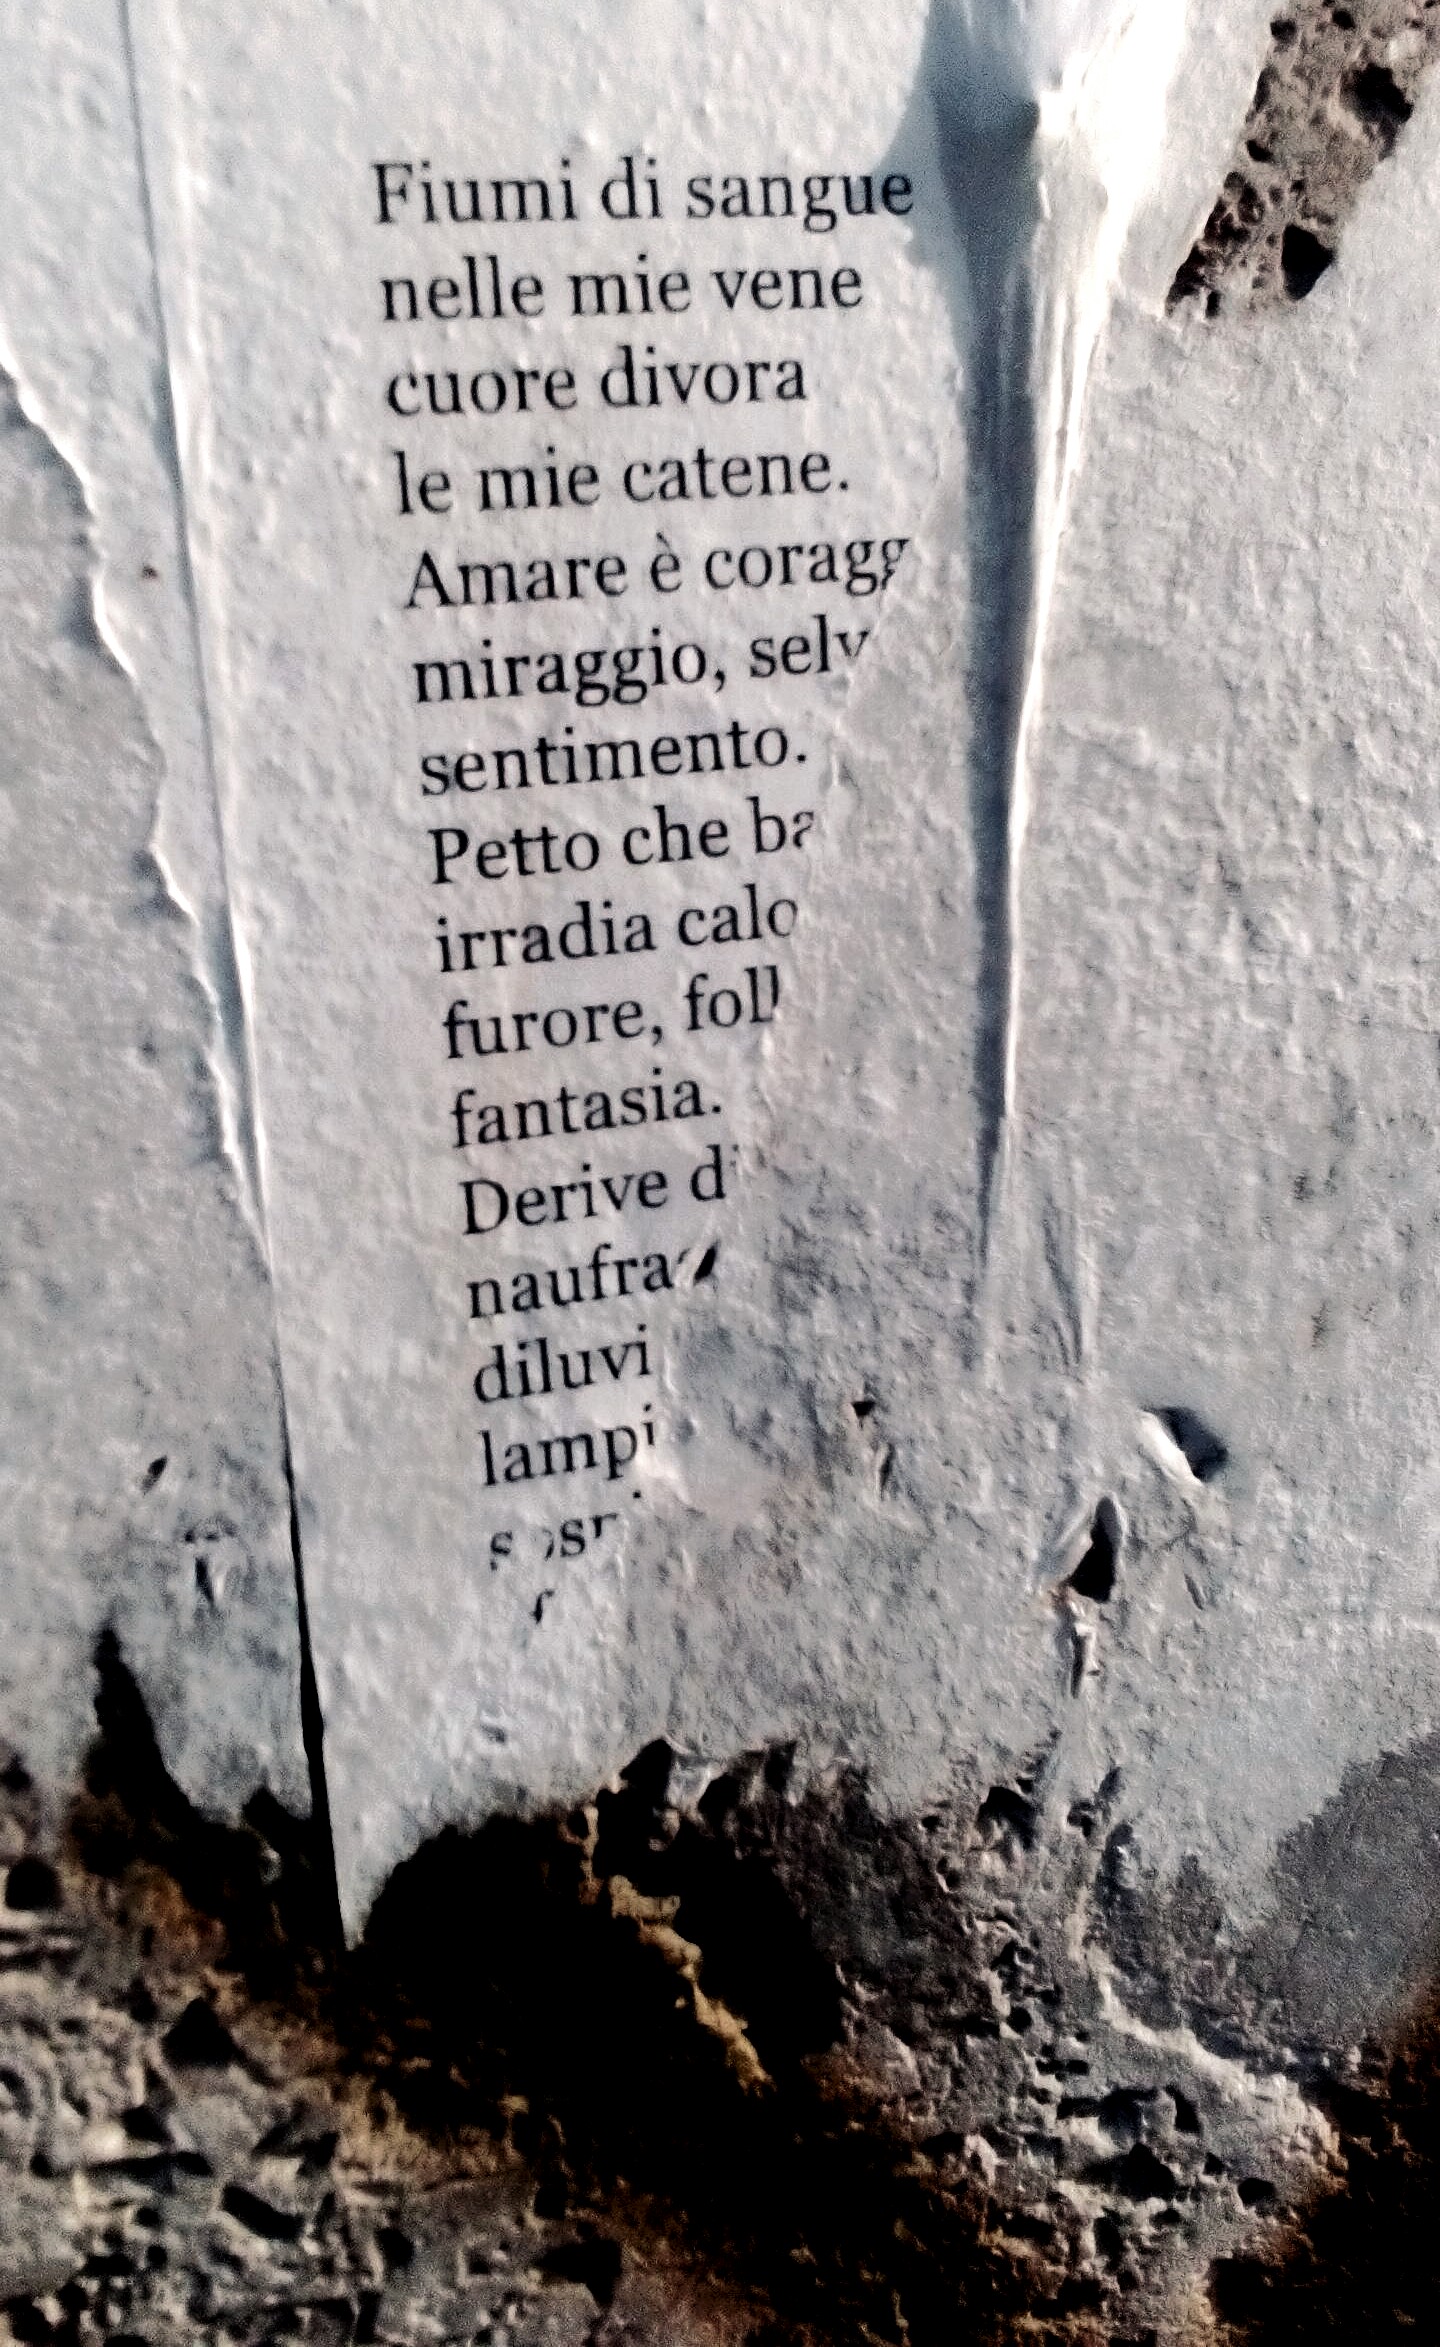 Fiumi di sangue
nelle mie vene
cuore divora
le mie catene.
Amare è coragg
miraggio, selv
sentimento.
Petto che ba
irradia calo
furore, foll
fantasia.
Derive d
naufra
diluvi
lampi